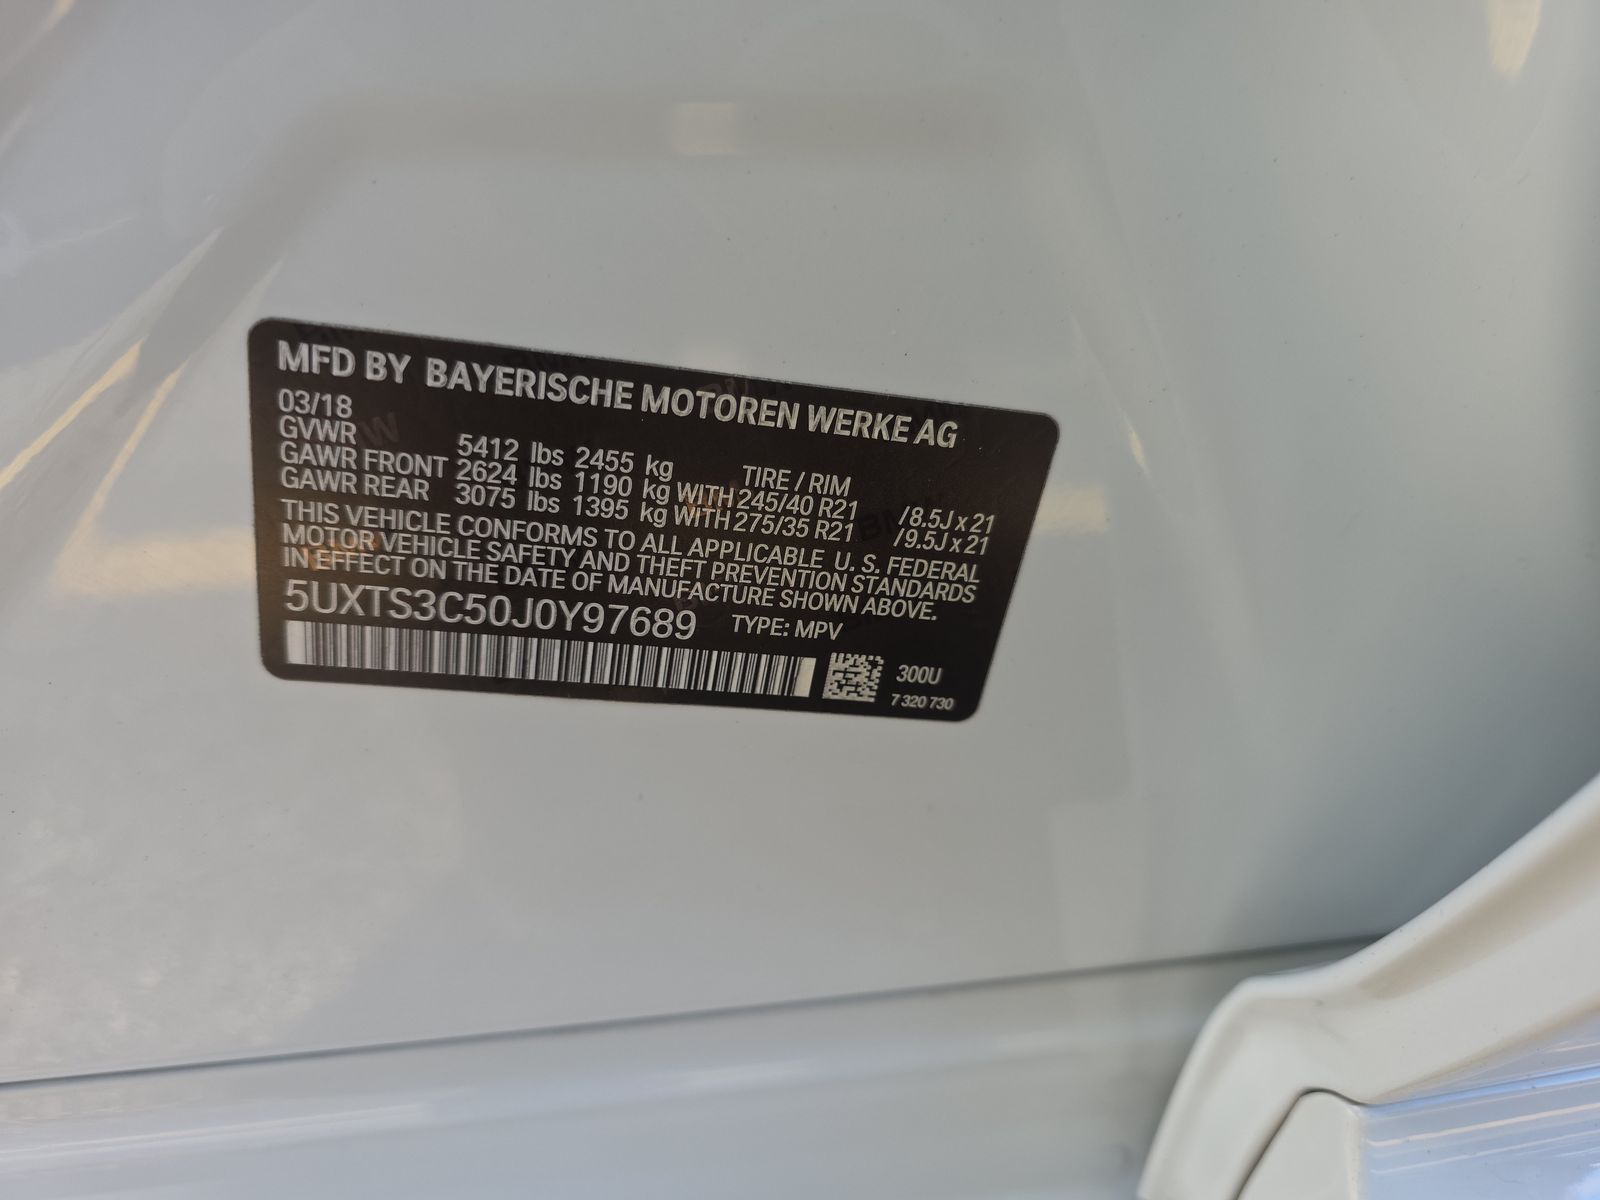 MFD BY BAYERISCHE MOTOREN WERKE AG
03/18
GVWR 5412 lbs 2455 kg TIRE / RIM
GAWR FRONT 2624 lbs 1190 kg WITH 245/40 R21 /8.5J x 21
GAWR REAR 3075 lbs 1395 kg WITH 275/35 R21 /9.5J x 21
THIS VEHICLE CONFORMS TO ALL APPLICABLE U. S. FEDERAL
MOTOR VEHICLE SAFETY AND THEFT PREVENTION STANDARDS
IN EFFECT ON THE DATE OF MANUFACTURE SHOWN ABOVE.
5UXTS3C50J0Y97689 TYPE: MPV
300U
7 320 730